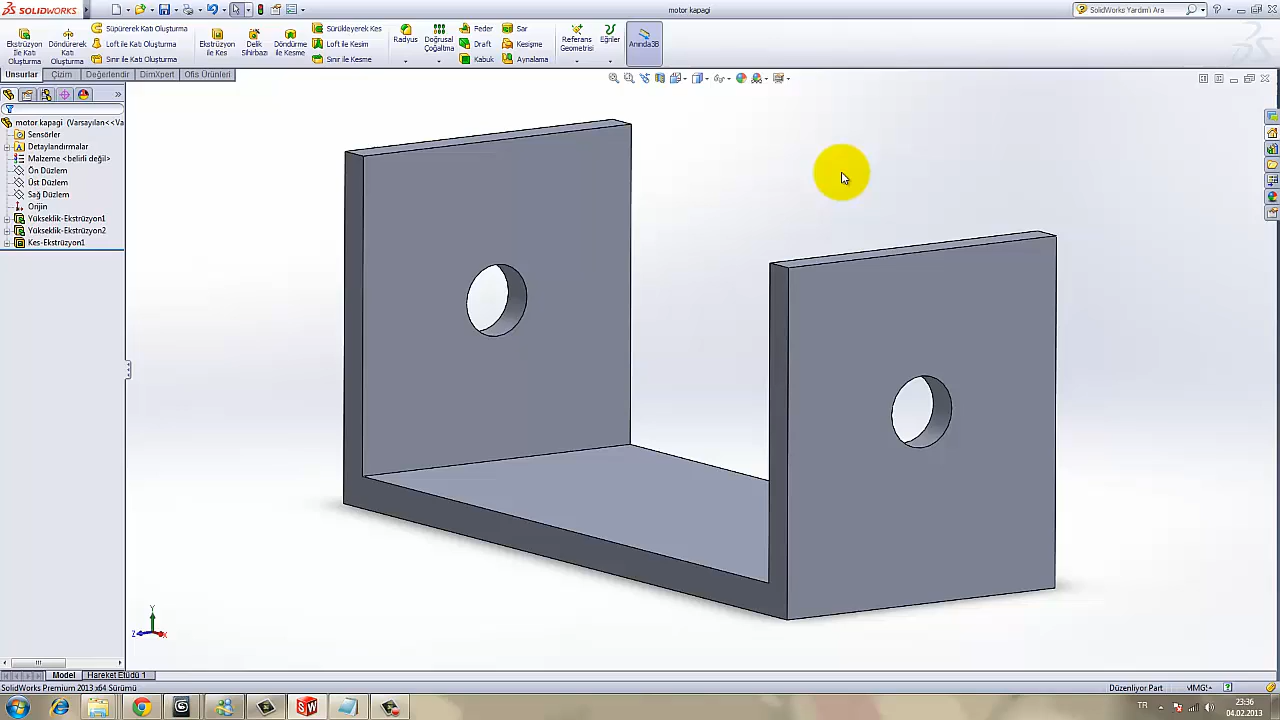 SOLIDWORKS
motor kapagi
SolidWorks Yardım'ı Ara
Ekstrüzyon İle Katı Oluşturma
Döndürerek Katı Oluşturma
Süpürerek Katı Oluşturma
Loft ile Katı Oluşturma
Sınır ile Katı Oluşturma
Ekstrüzyon ile Kes
Delik Sihirbazı
Döndürme ile Kesme
Sürükleyerek Kes
Loft ile Kesim
Sınır ile Kesme
Radyus
Doğrusal Çoğaltma
Feder
Draft
Kabuk
Sar
Kesişme
Aynalama
Referans Geometrisi
Eğriler
Anında3B
Unsurlar
Çizim
Değerlendir
DimXpert
Ofis Ürünleri
motor kapagi (Varsayılan<<Va
Sensörler
Detaylandırmalar
Malzeme <belirli değil>
Ön Düzlem
Üst Düzlem
Sağ Düzlem
Orijin
Yükseklik-Ekstrüzyon1
Yükseklik-Ekstrüzyon2
Kes-Ekstrüzyon1
Y
Z
X
Model
Hareket Etüdü 1
SolidWorks Premium 2013 x64 Sürümü
Düzenliyor Part
MMGS
TR
23:36
04.02.2013